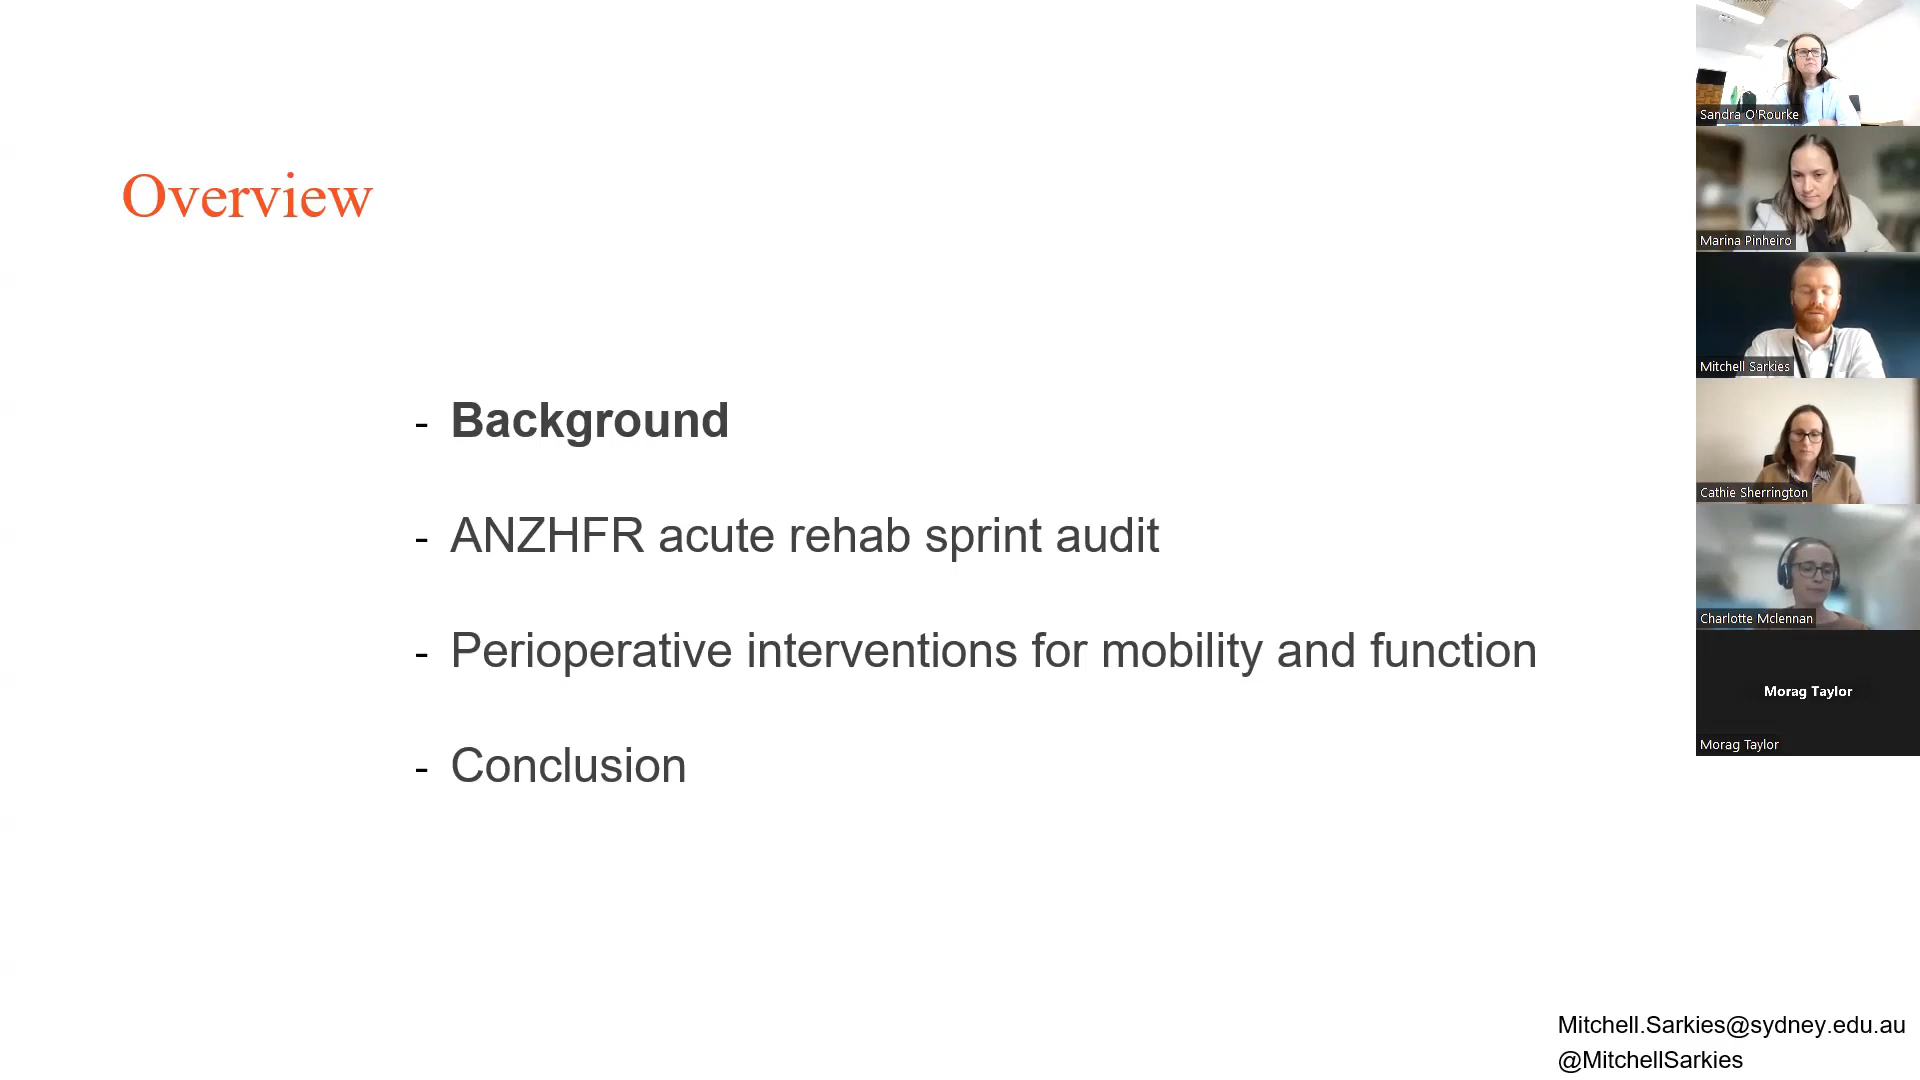 Overview
- Background
- ANZHFR acute rehab sprint audit
- Perioperative interventions for mobility and function
- Conclusion
Mitchell.Sarkies@sydney.edu.au
@MitchellSarkies
Sandra O'Rourke
Marina Pinheiro
Mitchell Sarkies
Cathie Sherrington
Charlotte Mclennan
Morag Taylor
Morag Taylor